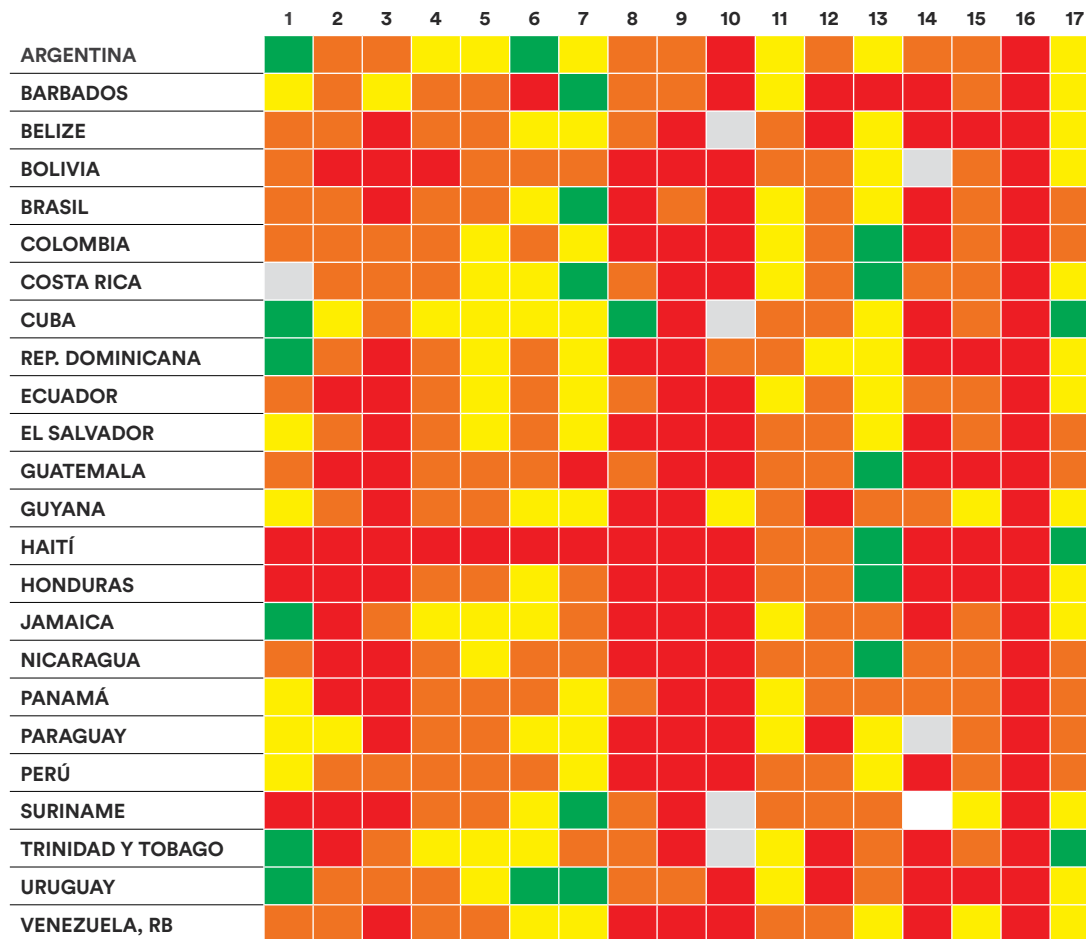 1 2 3 4 5 6 7 8 9 10 11 12 13 14 15 16 17
ARGENTINA
BARBADOS
BELIZE
BOLIVIA
BRASIL
COLOMBIA
COSTA RICA
CUBA
REP. DOMINICANA
ECUADOR
EL SALVADOR
GUATEMALA
GUYANA
HAITÍ
HONDURAS
JAMAICA
NICARAGUA
PANAMÁ
PARAGUAY
PERÚ
SURINAME
TRINIDAD Y TOBAGO
URUGUAY
VENEZUELA, RB